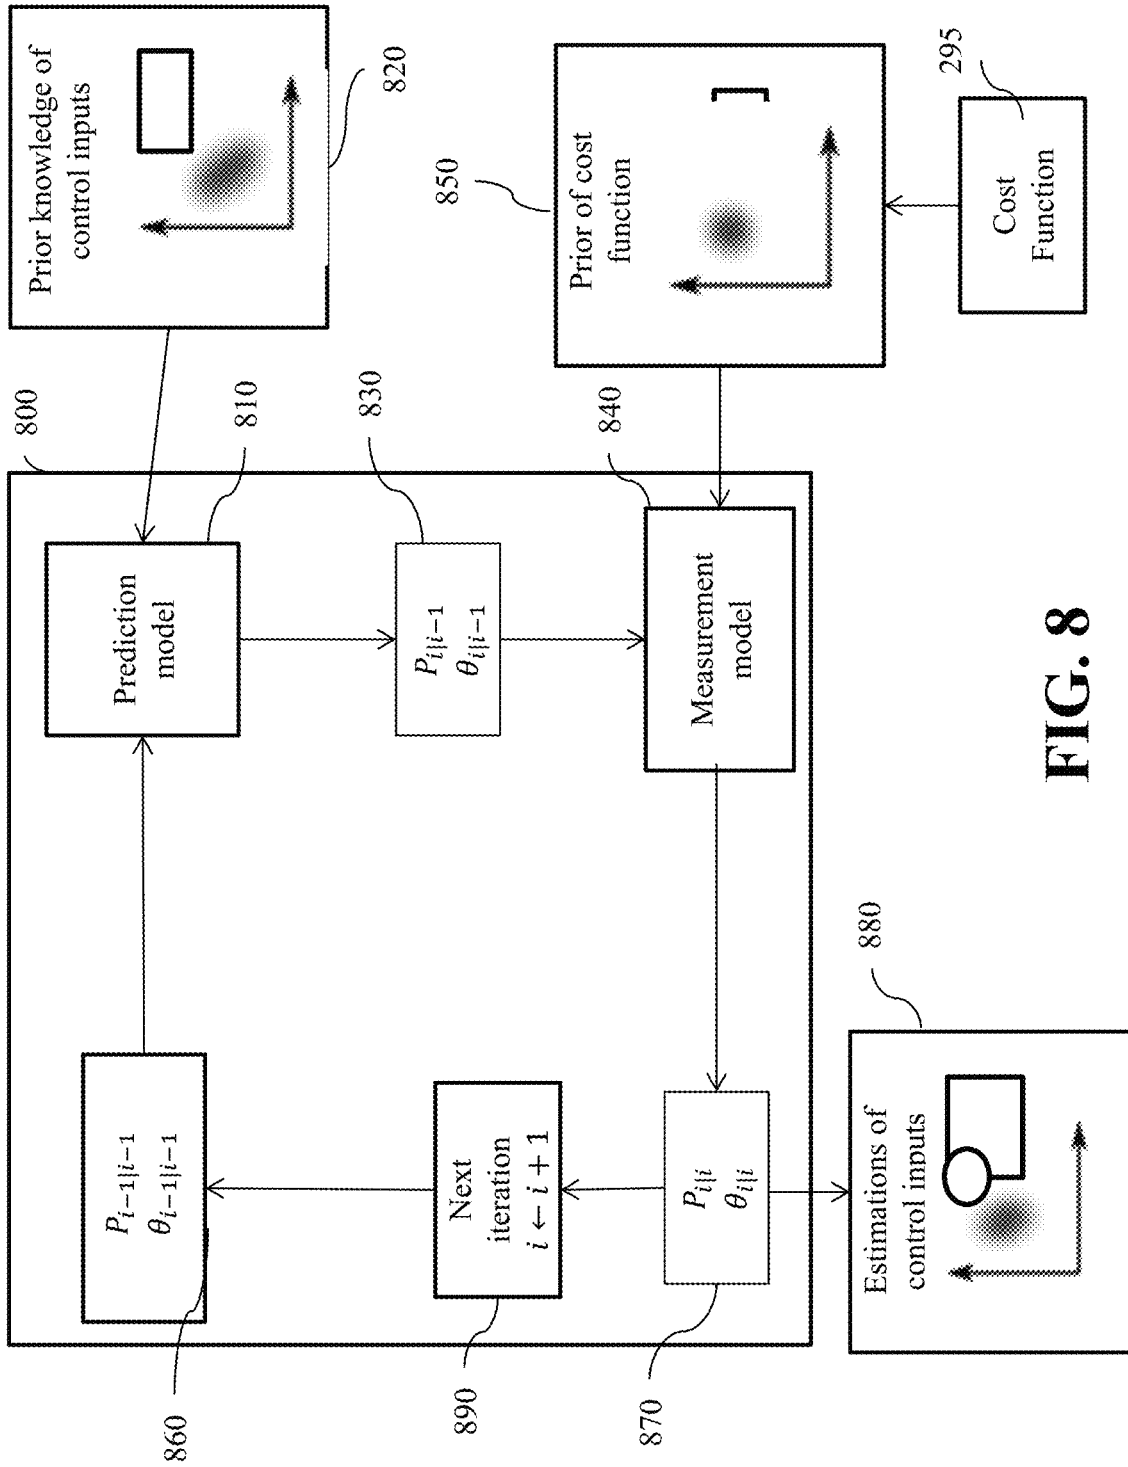 800
860
P_{i−1|i−1}
θ_{i−1|i−1}
Prediction
model
810
Prior knowledge of
control inputs
820
890
Next
iteration
i ← i + 1
P_{i|i−1}
θ_{i|i−1}
830
870
P_{i|i}
θ_{i|i}
Measurement
model
840
Prior of cost
function
850
Cost
Function
295
Estimations of
control inputs
880
FIG. 8